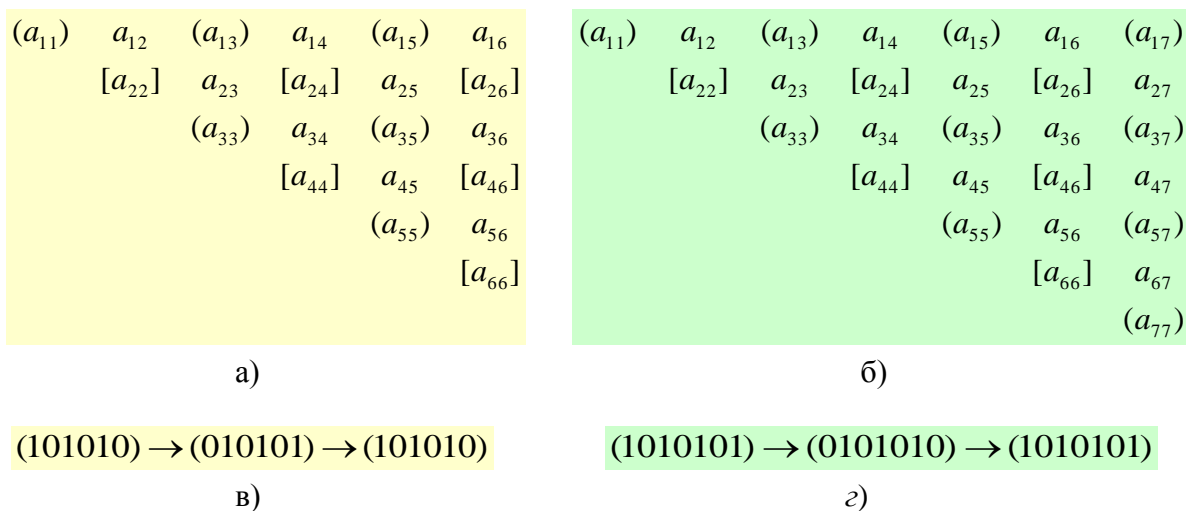 (a₁₁) a₁₂ (a₁₃) a₁₄ (a₁₅) a₁₆
[a₂₂] a₂₃ [a₂₄] a₂₅ [a₂₆]
(a₃₃) a₃₄ (a₃₅) a₃₆
[a₄₄] a₄₅ [a₄₆]
(a₅₅) a₅₆
[a₆₆]
а)
(a₁₁) a₁₂ (a₁₃) a₁₄ (a₁₅) a₁₆ (a₁₇)
[a₂₂] a₂₃ [a₂₄] a₂₅ [a₂₆] a₂₇
(a₃₃) a₃₄ (a₃₅) a₃₆ (a₃₇)
[a₄₄] a₄₅ [a₄₆] a₄₇
(a₅₅) a₅₆ (a₅₇)
[a₆₆] a₆₇
(a₇₇)
б)
(101010) → (010101) → (101010)
в)
(1010101) → (0101010) → (1010101)
г)